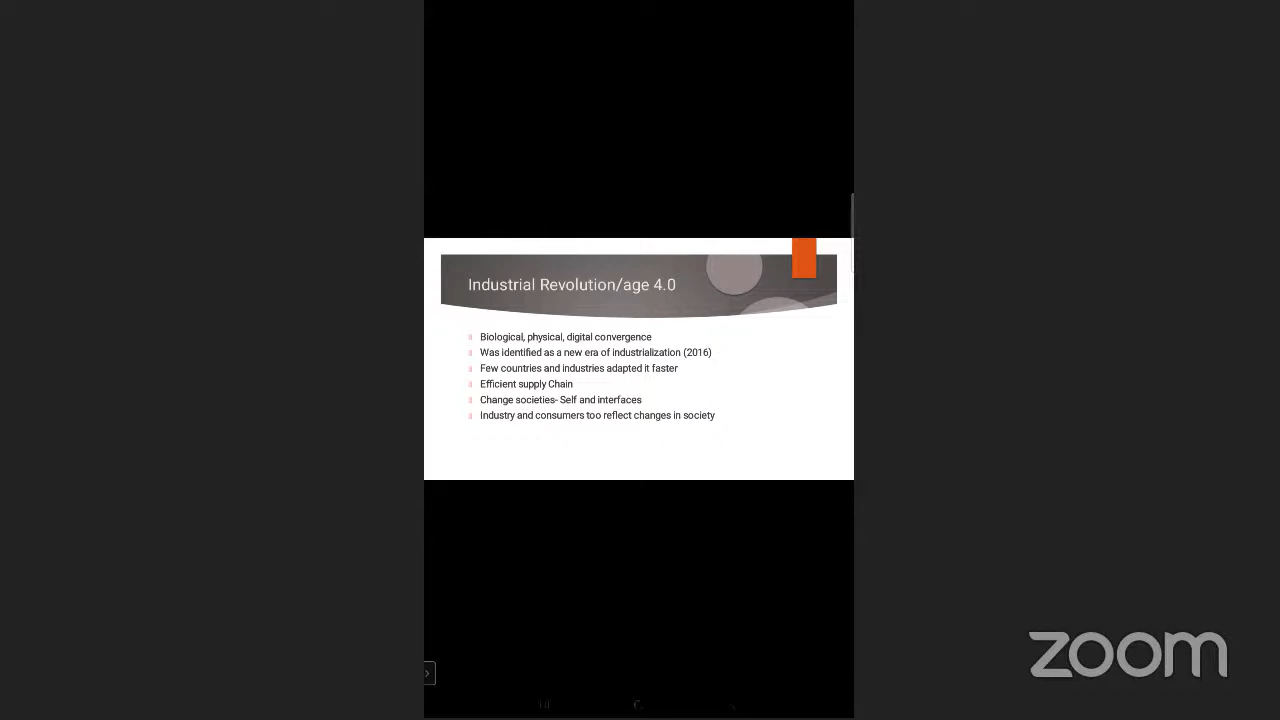 Industrial Revolution/age 4.0
Biological, physical, digital convergence
Was identified as a new era of industrialization (2016)
Few countries and industries adapted it faster
Efficient supply Chain
Change societies- Self and interfaces
Industry and consumers too reflect changes in society
zoom